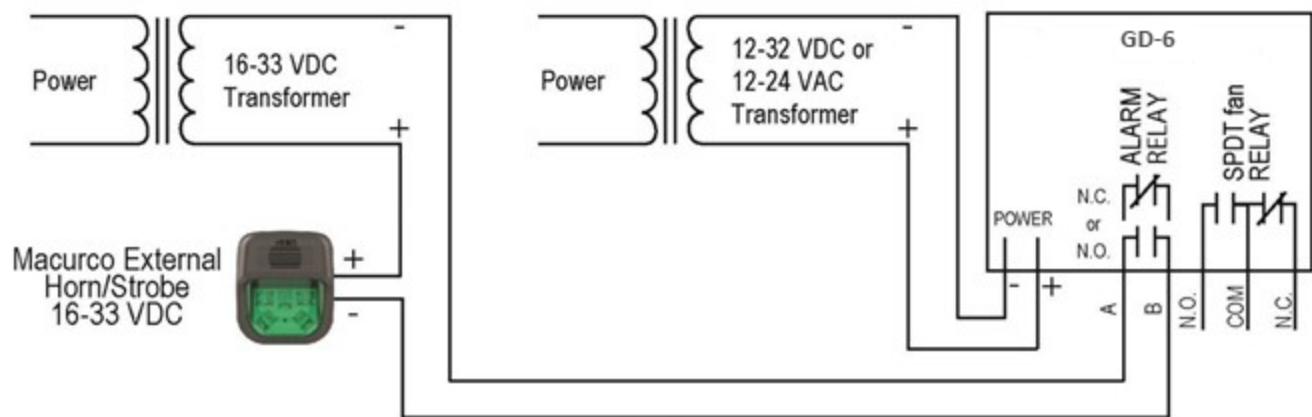 Power
16-33 VDC
Transformer
-
+
Power
12-32 VDC or
12-24 VAC
Transformer
-
+
GD-6
ALARM
RELAY
SPDT fan
RELAY
N.C.
or
N.O.
POWER
-
+
A
B
N.O.
COM
N.C.
Macurco External
Horn/Strobe
16-33 VDC
+
-